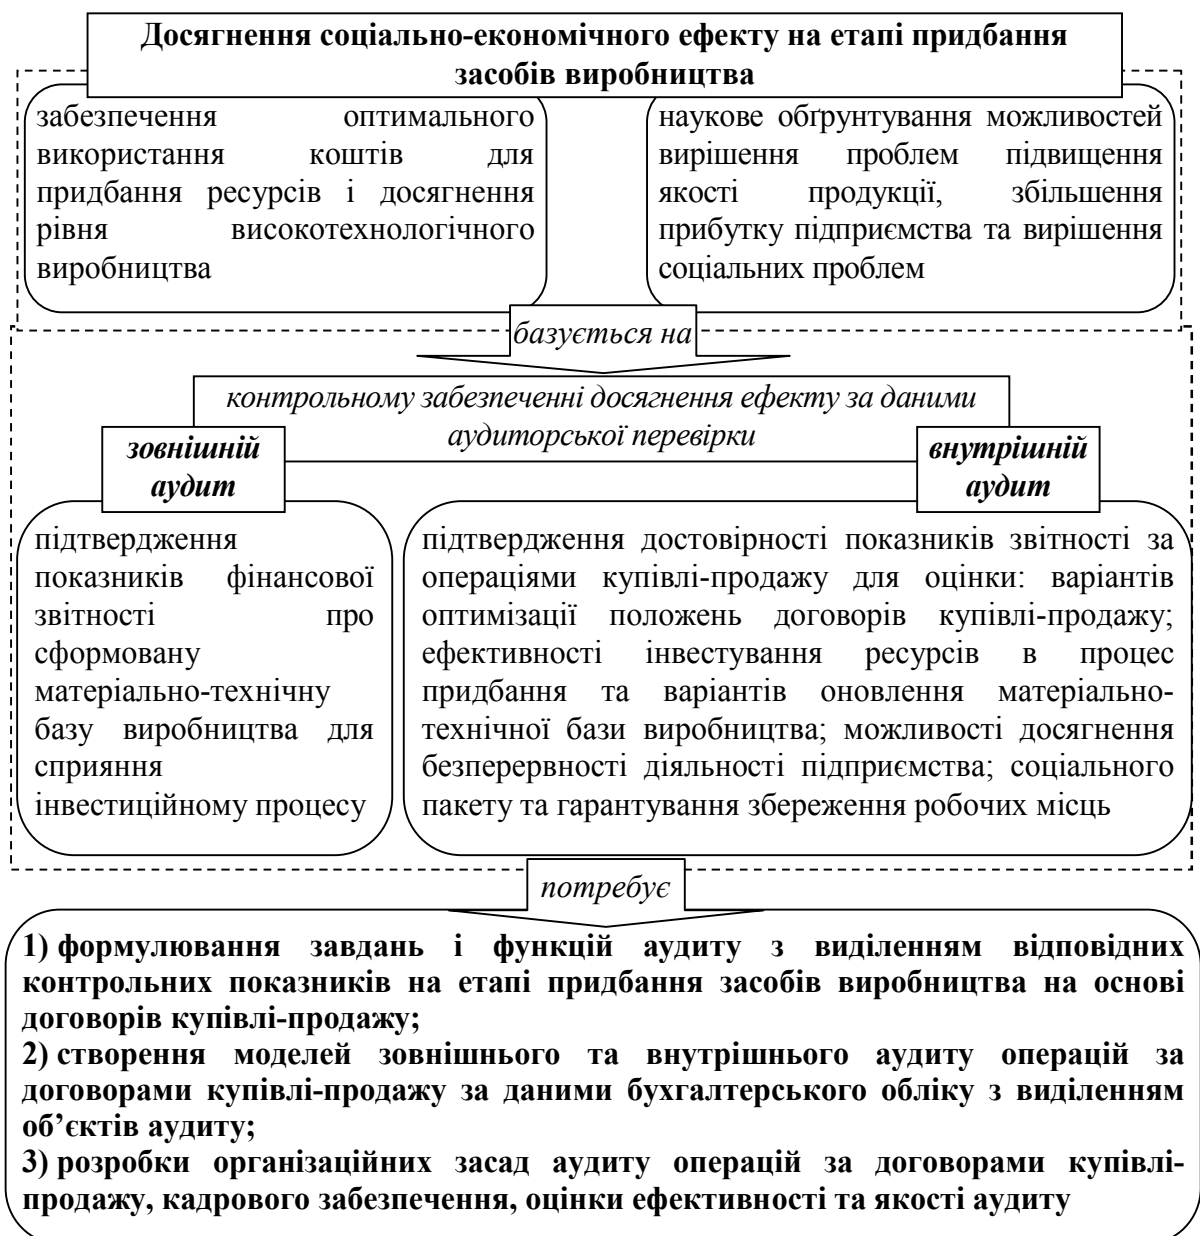 Досягнення соціально-економічного ефекту на етапі придбання
засобів виробництва
забезпечення оптимального
використання коштів для
придбання ресурсів і досягнення
рівня високотехнологічного
виробництва
наукове обґрунтування можливостей
вирішення проблем підвищення
якості продукції, збільшення
прибутку підприємства та вирішення
соціальних проблем
базується на
контрольному забезпеченні досягнення ефекту за даними
аудиторської перевірки
зовнішній
аудит
внутрішній
аудит
підтвердження
показників фінансової
звітності про
сформовану
матеріально-технічну
базу виробництва для
сприяння
інвестиційному процесу
підтвердження достовірності показників звітності за
операціями купівлі-продажу для оцінки: варіантів
оптимізації положень договорів купівлі-продажу;
ефективності інвестування ресурсів в процес
придбання та варіантів оновлення матеріально-
технічної бази виробництва; можливості досягнення
безперервності діяльності підприємства; соціального
пакету та гарантування збереження робочих місць
потребує
1) формулювання завдань і функцій аудиту з виділенням відповідних
контрольних показників на етапі придбання засобів виробництва на основі
договорів купівлі-продажу;
2) створення моделей зовнішнього та внутрішнього аудиту операцій за
договорами купівлі-продажу за даними бухгалтерського обліку з виділенням
об’єктів аудиту;
3) розробки організаційних засад аудиту операцій за договорами купівлі-
продажу, кадрового забезпечення, оцінки ефективності та якості аудиту